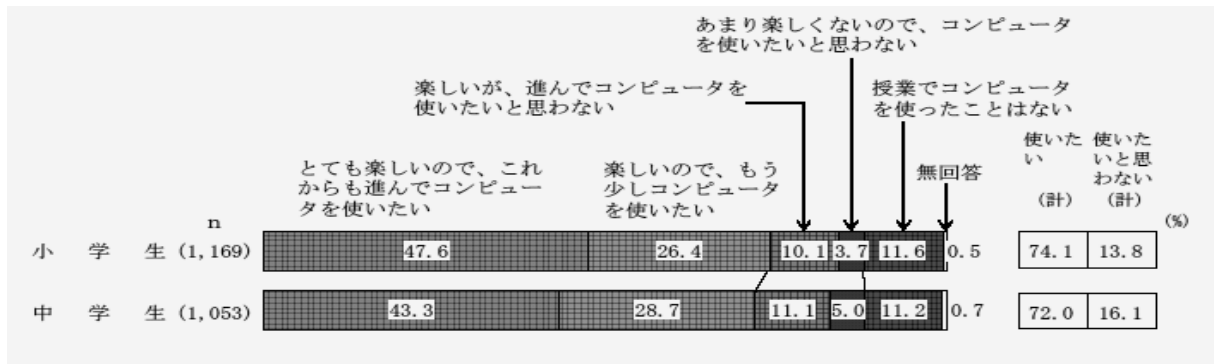 あまり楽しくないので、コンピュータ
を使いたいと思わない
楽しいが、進んでコンピュータを
使いたいと思わない
授業でコンピュータ
を使ったことはない
とても楽しいので、これ
からも進んでコンピュー
タを使いたい
楽しいので、もう
少しコンピュータ
を使いたい
無回答
使いた
い
(計)
使いた
いと思
わない
(計)
(%)
n
小 学 生 (1,169) 47.6 26.4 10.1 3.7 11.6 0.5 74.1 13.8
中 学 生 (1,053) 43.3 28.7 11.1 5.0 11.2 0.7 72.0 16.1